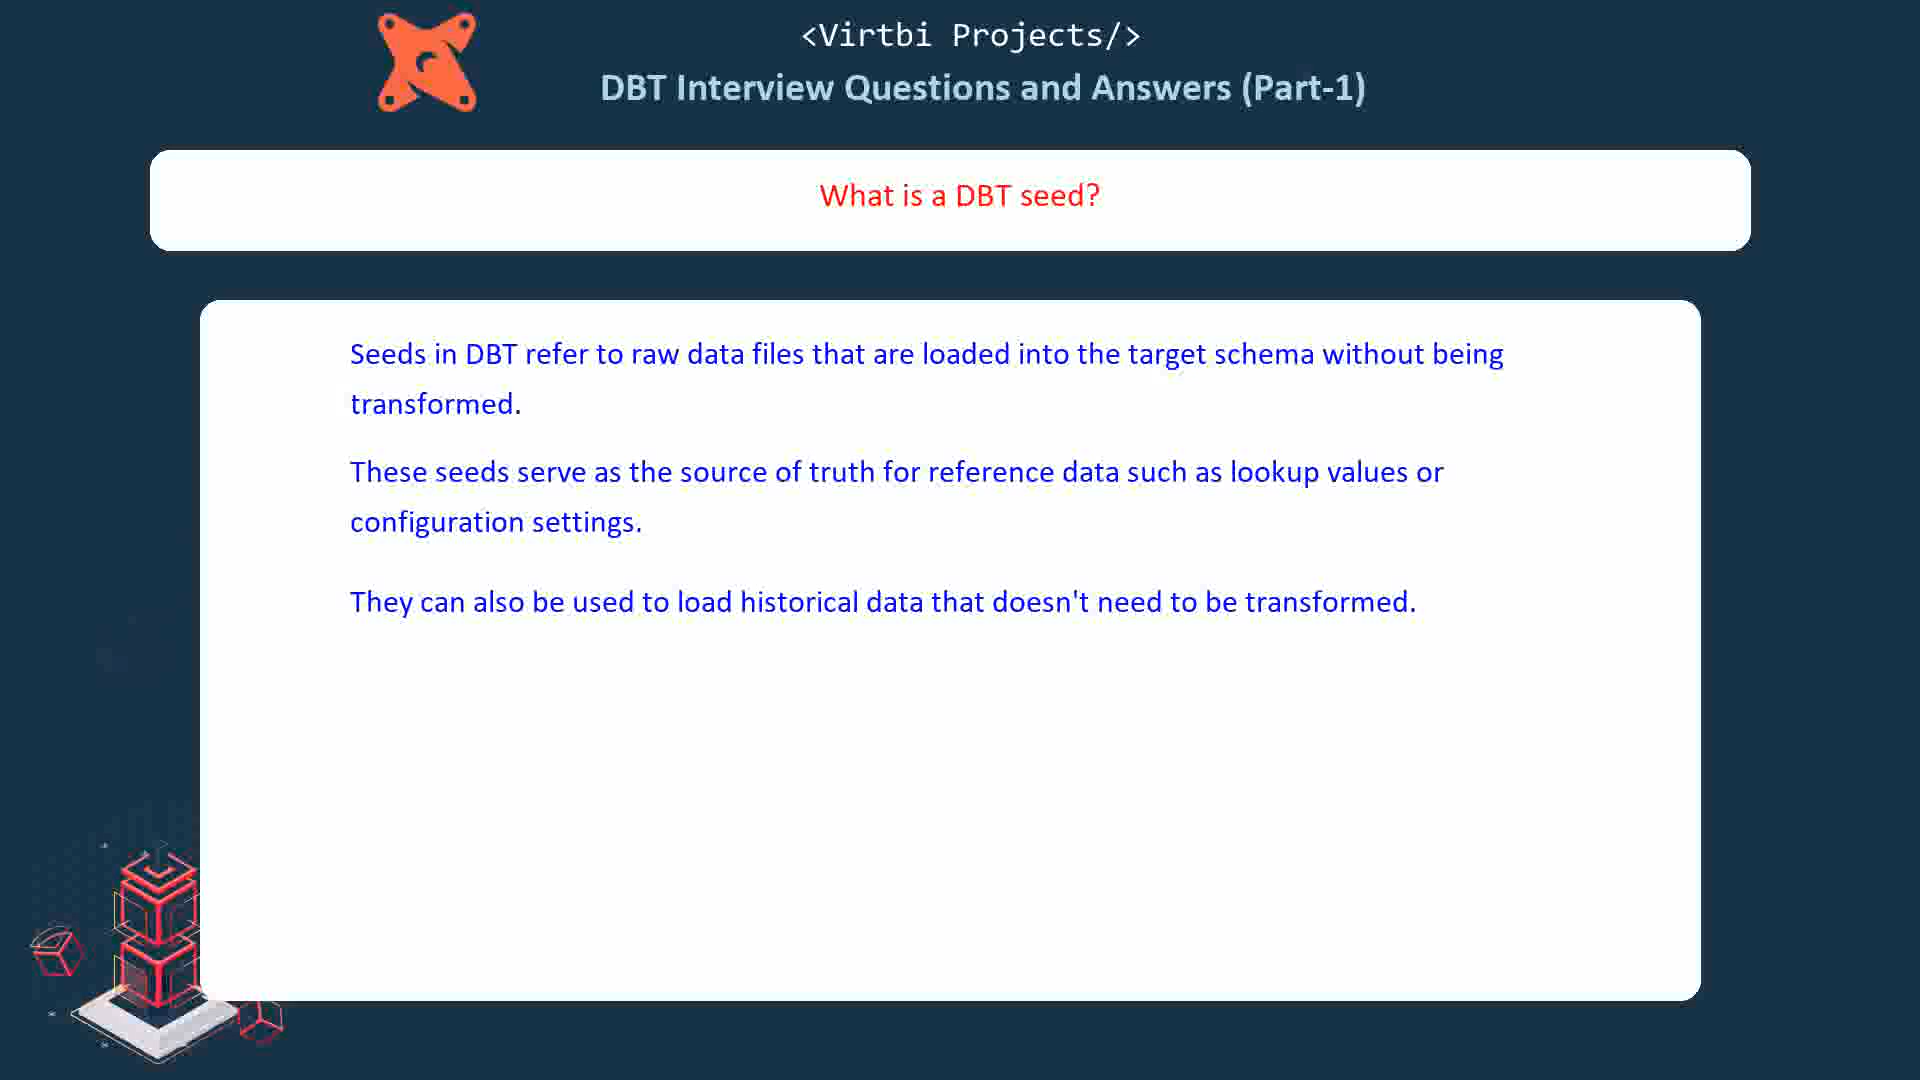 <Virtbi Projects/>
DBT Interview Questions and Answers (Part-1)
What is a DBT seed?
Seeds in DBT refer to raw data files that are loaded into the target schema without being
transformed.
These seeds serve as the source of truth for reference data such as lookup values or
configuration settings.
They can also be used to load historical data that doesn't need to be transformed.